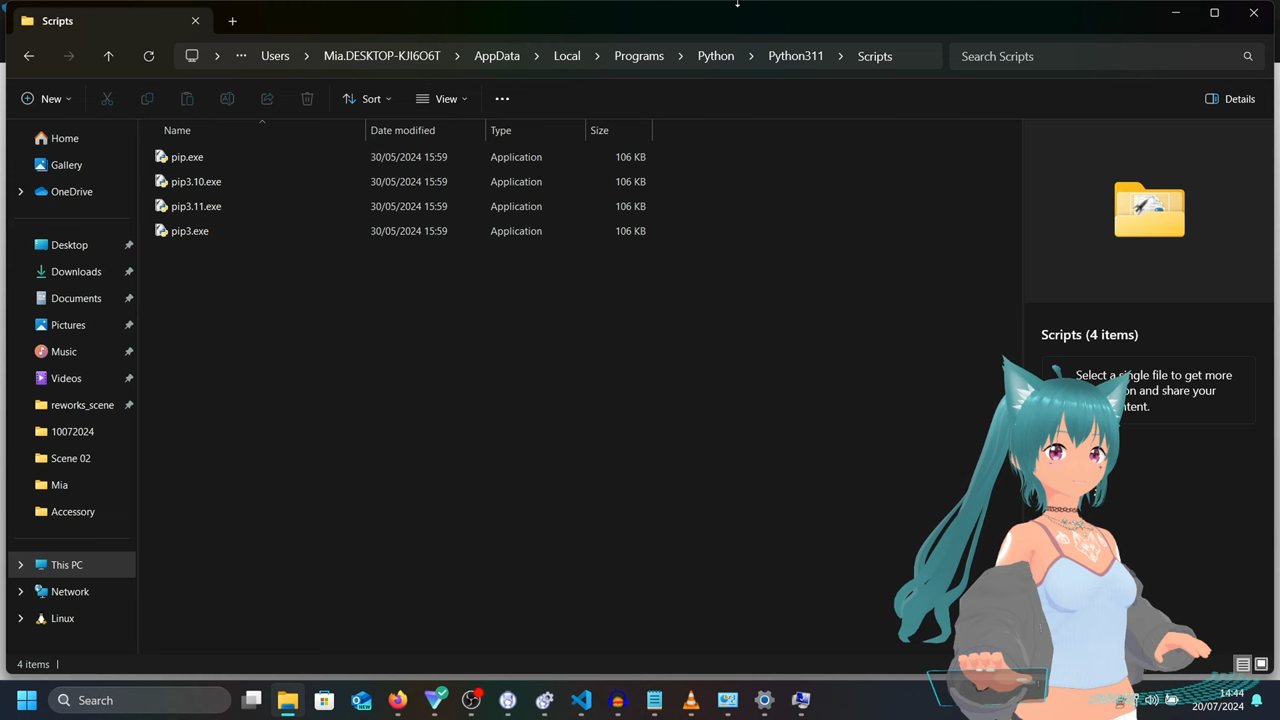 Scripts
Users
Mia.DESKTOP-KJI6O6T
AppData
Local
Programs
Python
Python311
Scripts
Search Scripts
New
Sort
View
Details
Home
Gallery
OneDrive
Desktop
Downloads
Documents
Pictures
Music
Videos
reworks_scene
10072024
Scene 02
Mia
Accessory
This PC
Network
Linux
Name Date modified Type Size
pip.exe 30/05/2024 15:59 Application 106 KB
pip3.10.exe 30/05/2024 15:59 Application 106 KB
pip3.11.exe 30/05/2024 15:59 Application 106 KB
pip3.exe 30/05/2024 15:59 Application 106 KB
Scripts (4 items)
Select a single file to get more
on and share your
ntent.
4 items
Search
14:44
20/07/2024